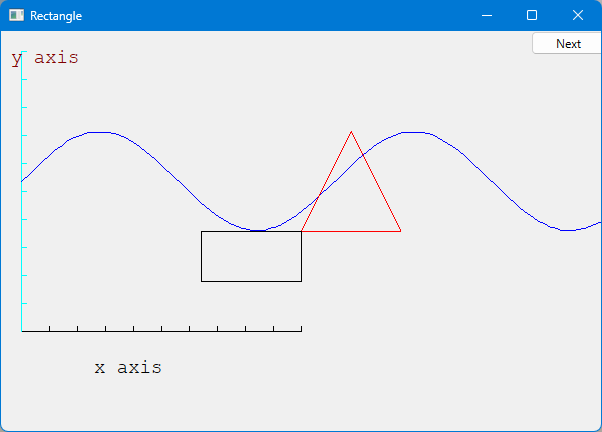 Rectangle
Next
y axis
x axis